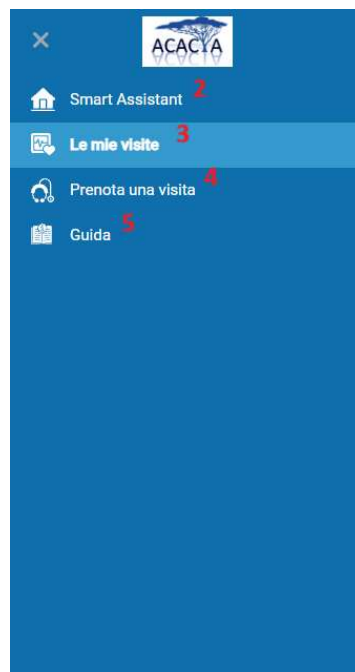 ACACIA
Smart Assistant 2
Le mie visite 3
Prenota una visita 4
Guida 5